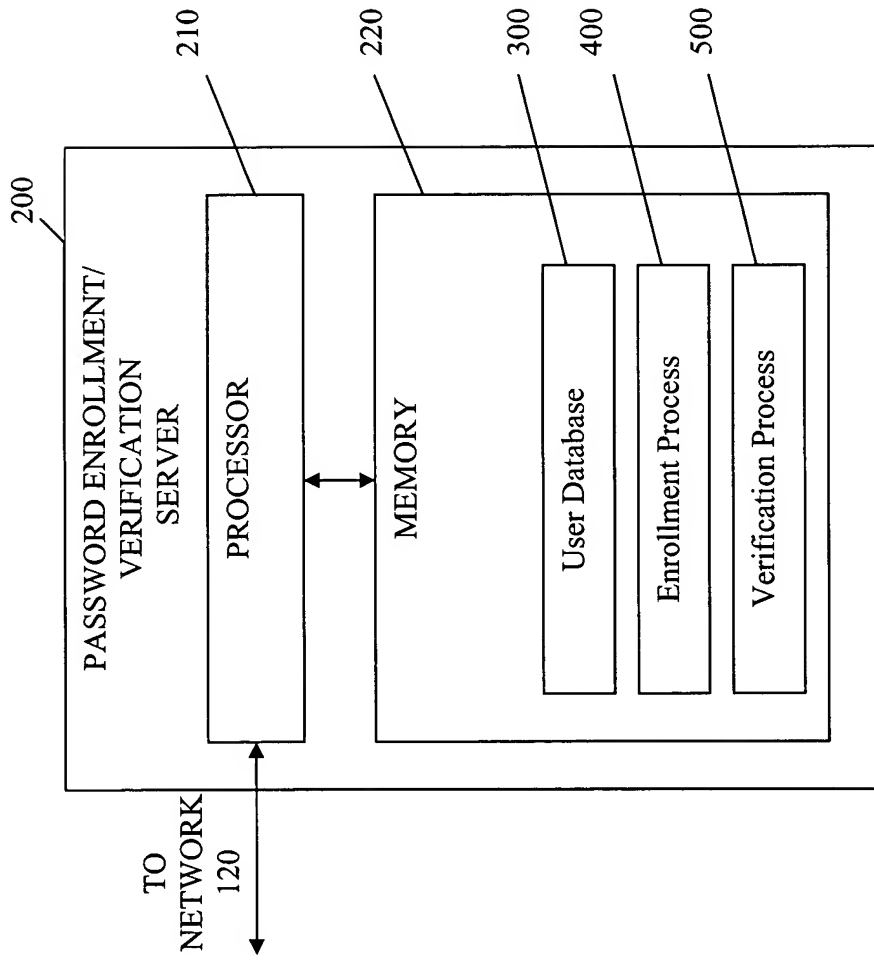 200
PASSWORD ENROLLMENT/
VERIFICATION
SERVER
TO
NETWORK
120
PROCESSOR
210
MEMORY
220
User Database
300
Enrollment Process
400
Verification Process
500